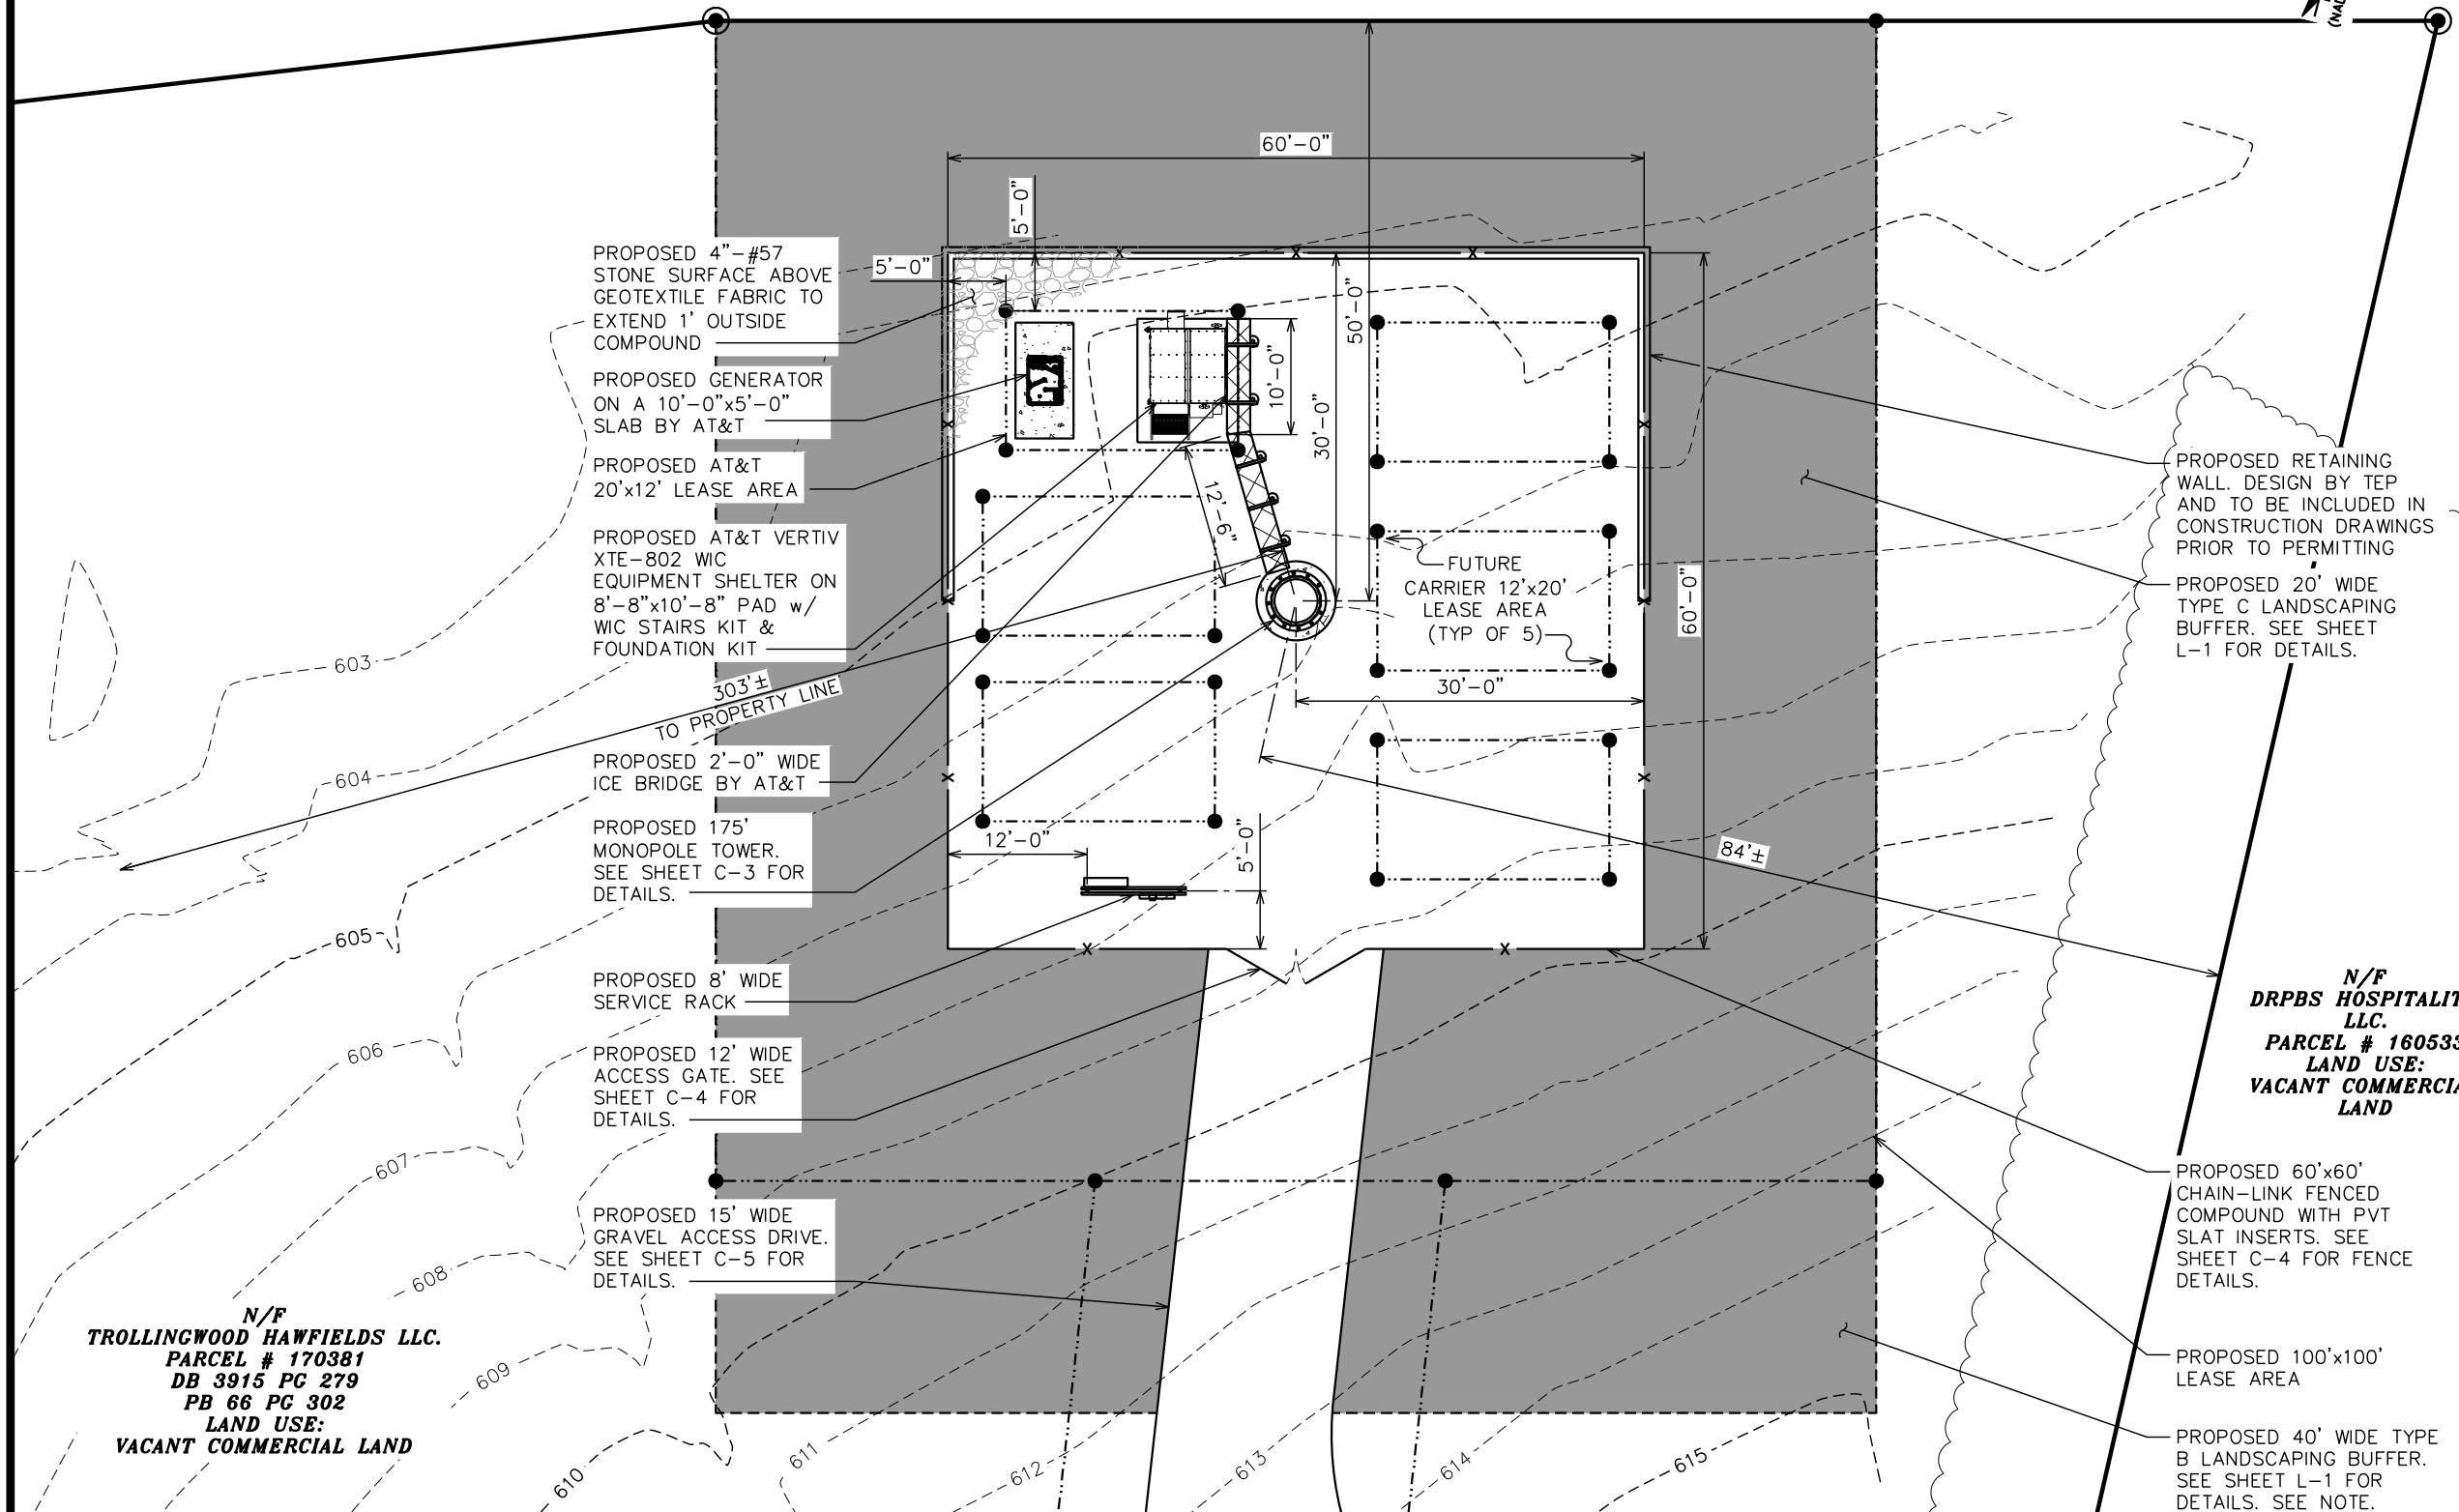 (NAD
60'-0"
5'-0"
5'-0"
PROPOSED 4"-#57
STONE SURFACE ABOVE
GEOTEXTILE FABRIC TO
EXTEND 1' OUTSIDE
COMPOUND
PROPOSED GENERATOR
ON A 10'-0"x5'-0"
SLAB BY AT&T
PROPOSED AT&T
20'x12' LEASE AREA
PROPOSED AT&T VERTIV
XTE-802 WIC
EQUIPMENT SHELTER ON
8'-8"x10'-8" PAD w/
WIC STAIRS KIT &
FOUNDATION KIT
303'±
TO PROPERTY LINE
PROPOSED 2'-0" WIDE
ICE BRIDGE BY AT&T
PROPOSED 175'
MONOPOLE TOWER.
SEE SHEET C-3 FOR
DETAILS.
PROPOSED 8' WIDE
SERVICE RACK
PROPOSED 12' WIDE
ACCESS GATE. SEE
SHEET C-4 FOR
DETAILS.
PROPOSED 15' WIDE
GRAVEL ACCESS DRIVE.
SEE SHEET C-5 FOR
DETAILS.
50'-0"
10'-0"
30'-0"
12'-6"
FUTURE
CARRIER 12'x20'
LEASE AREA
(TYP OF 5)
60'-0"
30'-0"
12'-0"
5'-0"
84'±
PROPOSED RETAINING
WALL. DESIGN BY TEP
AND TO BE INCLUDED IN
CONSTRUCTION DRAWINGS
PRIOR TO PERMITTING
PROPOSED 20' WIDE
TYPE C LANDSCAPING
BUFFER. SEE SHEET
L-1 FOR DETAILS.
N/F
DRPBS HOSPITALIT
LLC.
PARCEL # 160533
LAND USE:
VACANT COMMERCIA
LAND
PROPOSED 60'x60'
CHAIN-LINK FENCED
COMPOUND WITH PVT
SLAT INSERTS. SEE
SHEET C-4 FOR FENCE
DETAILS.
PROPOSED 100'x100'
LEASE AREA
PROPOSED 40' WIDE TYPE
B LANDSCAPING BUFFER.
SEE SHEET L-1 FOR
DETAILS. SEE NOTE.
603
604
605
606
607
608
609
610
611
612
613
614
615
N/F
TROLLINGWOOD HAWFIELDS LLC.
PARCEL # 170381
DB 3915 PG 279
PB 66 PG 302
LAND USE:
VACANT COMMERCIAL LAND